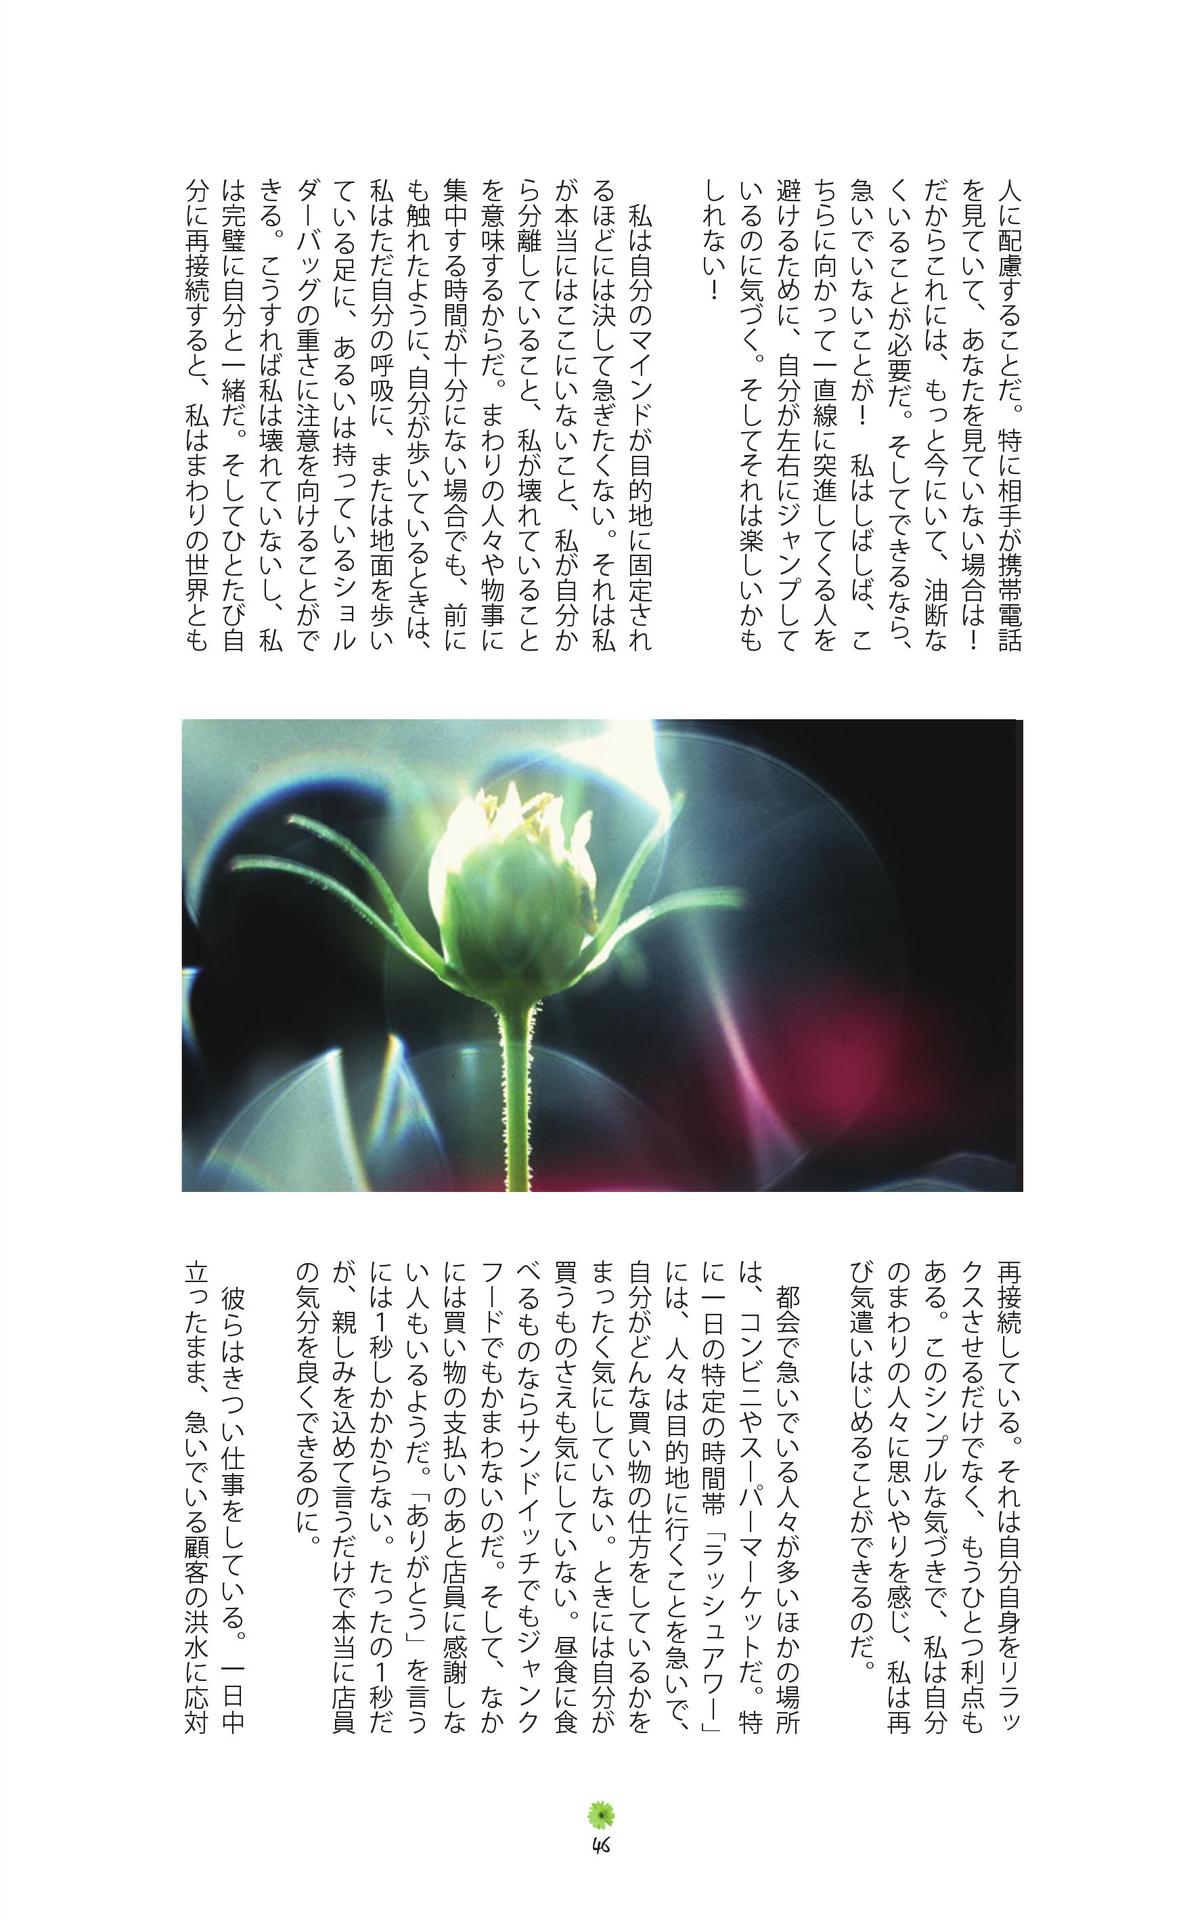 人に配慮することだ。特に相手が携帯電話
を見ていて、あなたを見ていない場合は！
だからこれには、もっと今にいて、油断な
くいることが必要だ。そしてできるなら、
急いでいないことが！　私はしばしば、こ
ちらに向かって一直線に突進してくる人を
避けるために、自分が左右にジャンプして
いるのに気づく。そしてそれは楽しいかも
しれない！
私は自分のマインドが目的地に固定され
るほどには決して急ぎたくない。それは私
が本当にはここにいないこと、私が自分か
ら分離していること、私が壊れていること
を意味するからだ。まわりの人々や物事に
集中する時間が十分にない場合でも、前に
も触れたように、自分が歩いているときは、
私はただ自分の呼吸に、または地面を歩い
ている足に、あるいは持っているショル
ダーバッグの重さに注意を向けることがで
きる。こうすれば私は壊れていないし、私
は完璧に自分と一緒だ。そしてひとたび自
分に再接続すると、私はまわりの世界とも
再接続している。それは自分自身をリラッ
クスさせるだけでなく、もうひとつ利点も
ある。このシンプルな気づきで、私は自分
のまわりの人々に思いやりを感じ、私は再
び気遣いはじめることができるのだ。
都会で急いでいる人々が多いほかの場所
は、コンビニやスーパーマーケットだ。特
に一日の特定の時間帯「ラッシュアワー」
には、人々は目的地に行くことを急いで、
自分がどんな買い物の仕方をしているかを
まったく気にしていない。ときには自分が
買うものさえも気にしていない。昼食に食
べるものならサンドイッチでもジャンク
フードでもかまわないのだ。そして、なか
には買い物の支払いのあと店員に感謝しな
い人もいるようだ。「ありがとう」を言う
には1秒しかかからない。たったの1秒だ
が、親しみを込めて言うだけで本当に店員
の気分を良くできるのに。
彼らはきつい仕事をしている。一日中
立ったまま、急いでいる顧客の洪水に応対
46